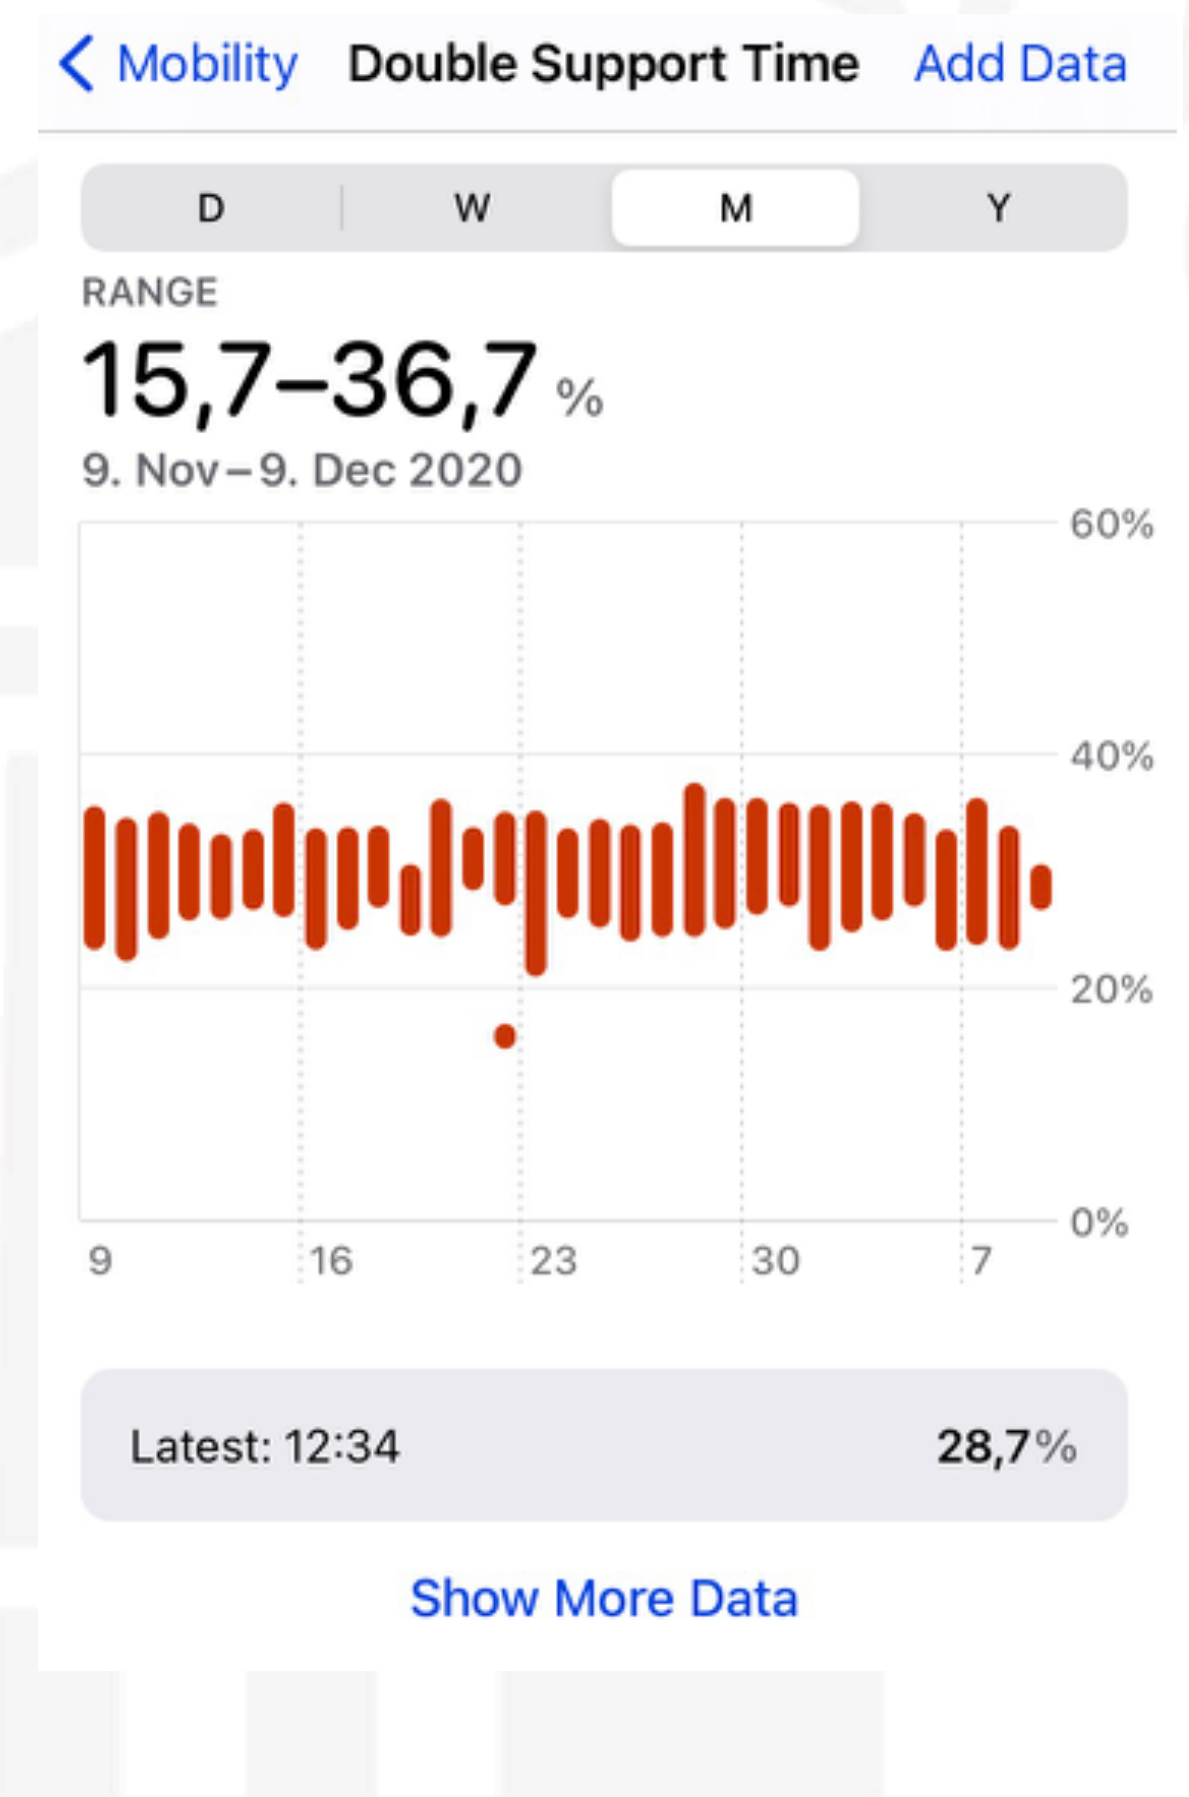 Mobility Double Support Time Add Data
D W M Y
RANGE
15,7–36,7 %
9. Nov–9. Dec 2020
60%
40%
20%
0%
9 16 23 30 7
Latest: 12:34 28,7%
Show More Data